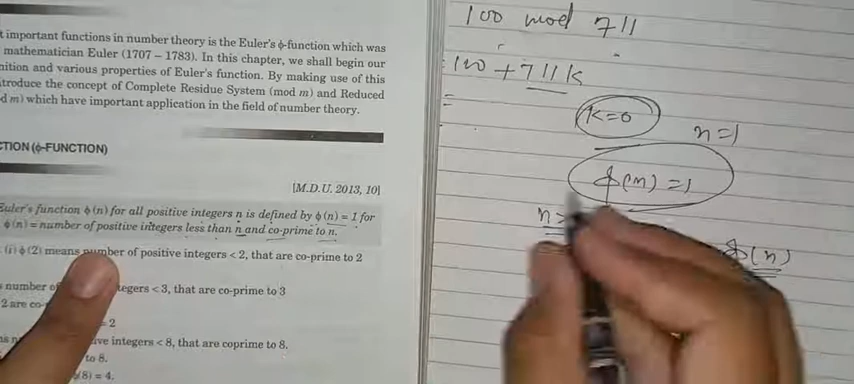 t important functions in number theory is the Euler's ϕ-function which was
mathematician Euler (1707 – 1783). In this chapter, we shall begin our
nition and various properties of Euler's function. By making use of this
troduce the concept of Complete Residue System (mod m) and Reduced
d m) which have important application in the field of number theory.
CTION (ϕ-FUNCTION)
[M.D.U. 2013, 10]
Euler's function ϕ(n) for all positive integers n is defined by ϕ(n) = 1 for
ϕ(n) = number of positive integers less than n and co-prime to n.
(i) ϕ(2) means number of positive integers < 2, that are co-prime to 2
number of tegers < 3, that are co-prime to 3
2 are co-
= 2
ive integers < 8, that are coprime to 8.
to 8.
(8) = 4.
100 mod 711
100 + 711k
=
k=0
n=1
ϕ(n) = 1
n>
ϕ(n)